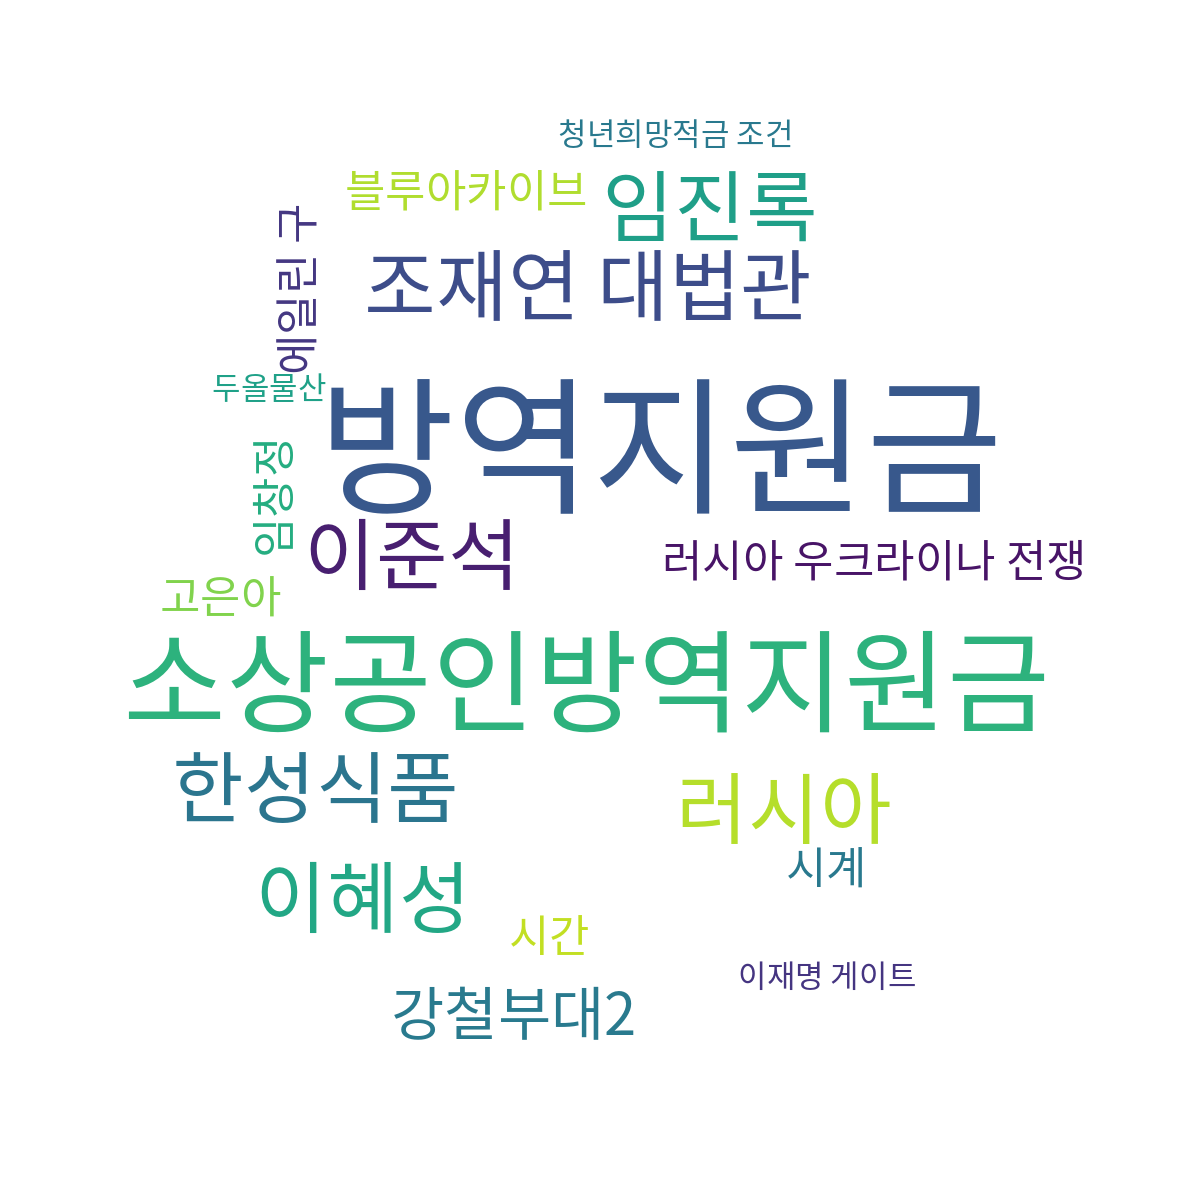 청년희망적금 조건
블루아카이브
임진록
에일린 구
조재연 대법관
두올물산
방역지원금
임창정
이준석
러시아 우크라이나 전쟁
고은아
소상공인방역지원금
한성식품
러시아
시계
이혜성
시간
이재명 게이트
강철부대2